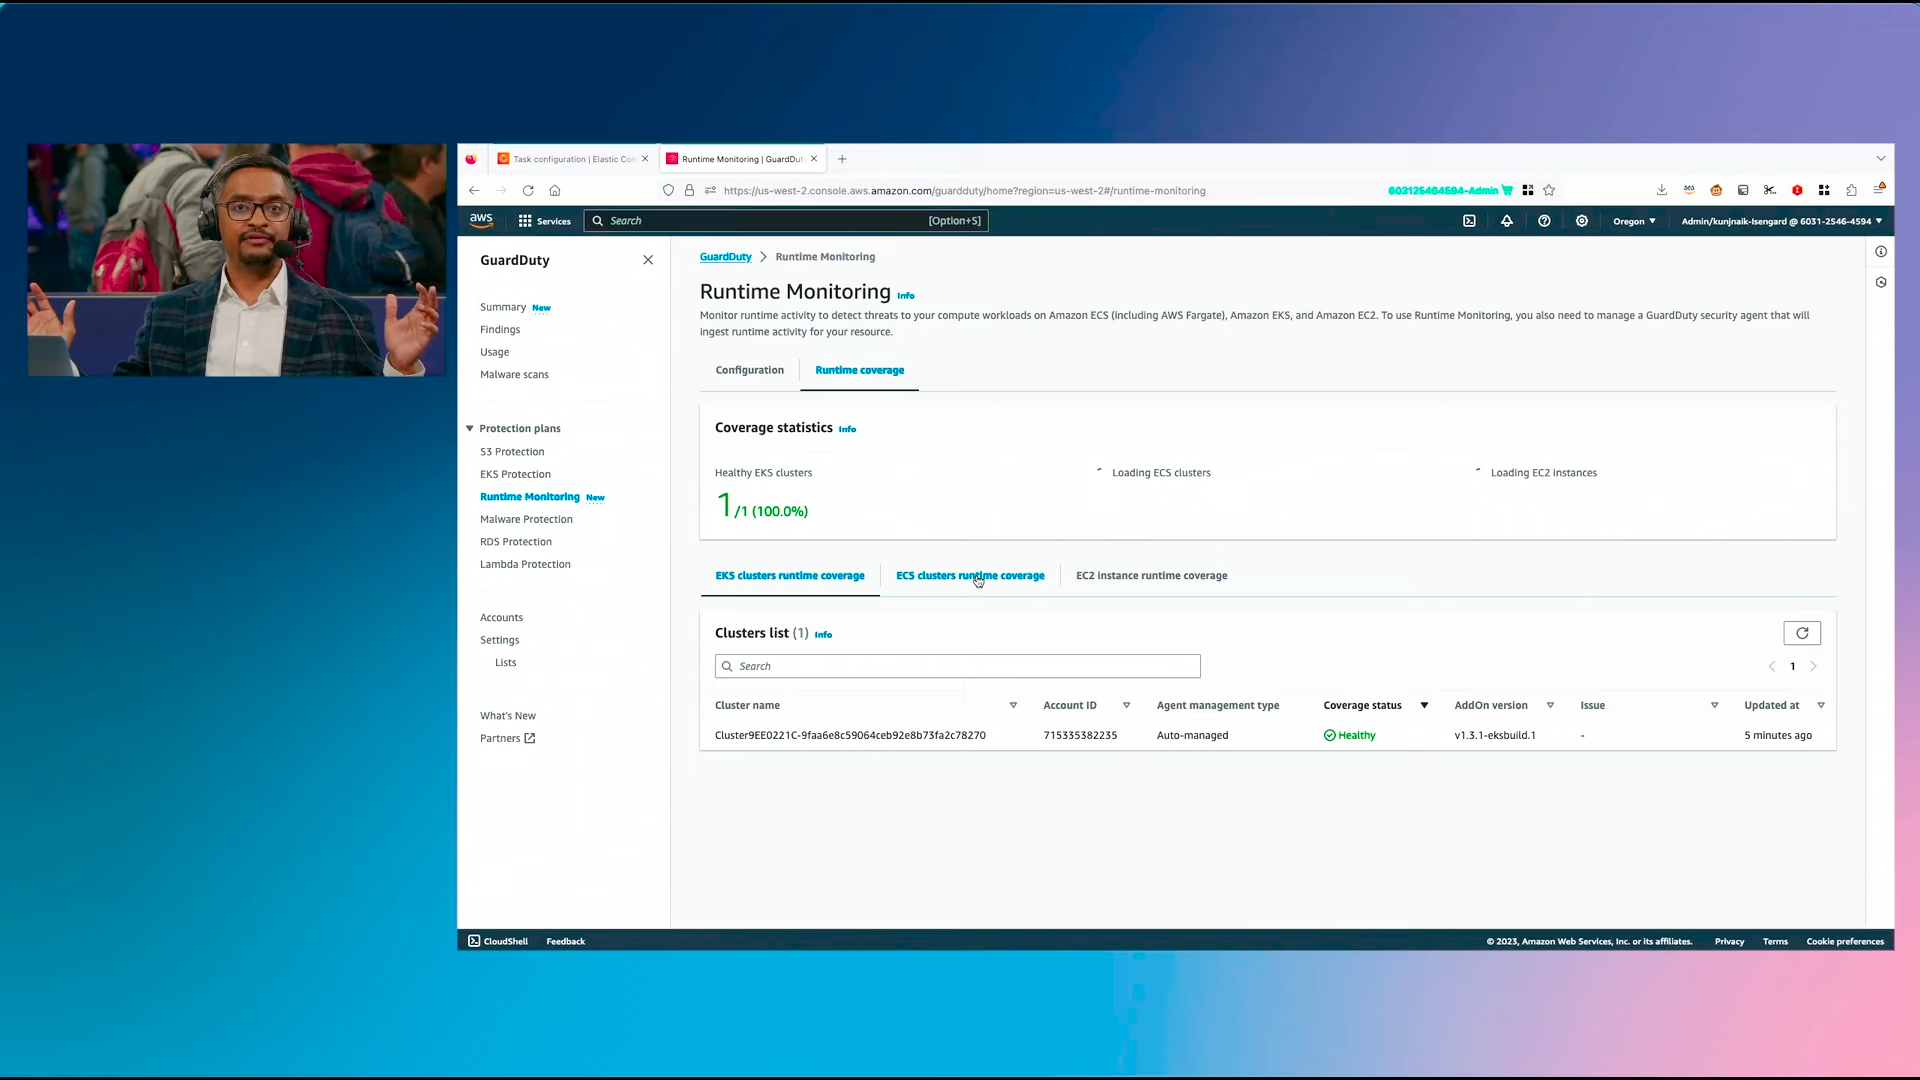 Task configuration | Elastic Con
Runtime Monitoring | GuardDuty
https://us-west-2.console.aws.amazon.com/guardduty/home?region=us-west-2#/runtime-monitoring
603125464594-Admin
aws
Services
Search
[Option+S]
Oregon
Admin/kunjnaik-Isengard @ 6031-2546-4594
GuardDuty
Summary New
Findings
Usage
Malware scans
Protection plans
S3 Protection
EKS Protection
Runtime Monitoring New
Malware Protection
RDS Protection
Lambda Protection
Accounts
Settings
Lists
What's New
Partners
GuardDuty > Runtime Monitoring
Runtime Monitoring Info
Monitor runtime activity to detect threats to your compute workloads on Amazon ECS (including AWS Fargate), Amazon EKS, and Amazon EC2. To use Runtime Monitoring, you also need to manage a GuardDuty security agent that will
ingest runtime activity for your resource.
Configuration
Runtime coverage
Coverage statistics Info
Healthy EKS clusters
1/1 (100.0%)
Loading ECS clusters
Loading EC2 instances
EKS clusters runtime coverage
ECS clusters runtime coverage
EC2 instance runtime coverage
Clusters list (1) Info
Search
1
Cluster name Account ID Agent management type Coverage status AddOn version Issue Updated at
Cluster9EE0221C-9faa6e8c59064ceb92e8b73fa2c78270 715335382235 Auto-managed Healthy v1.3.1-eksbuild.1 - 5 minutes ago
CloudShell Feedback © 2023, Amazon Web Services, Inc. or its affiliates. Privacy Terms Cookie preferences